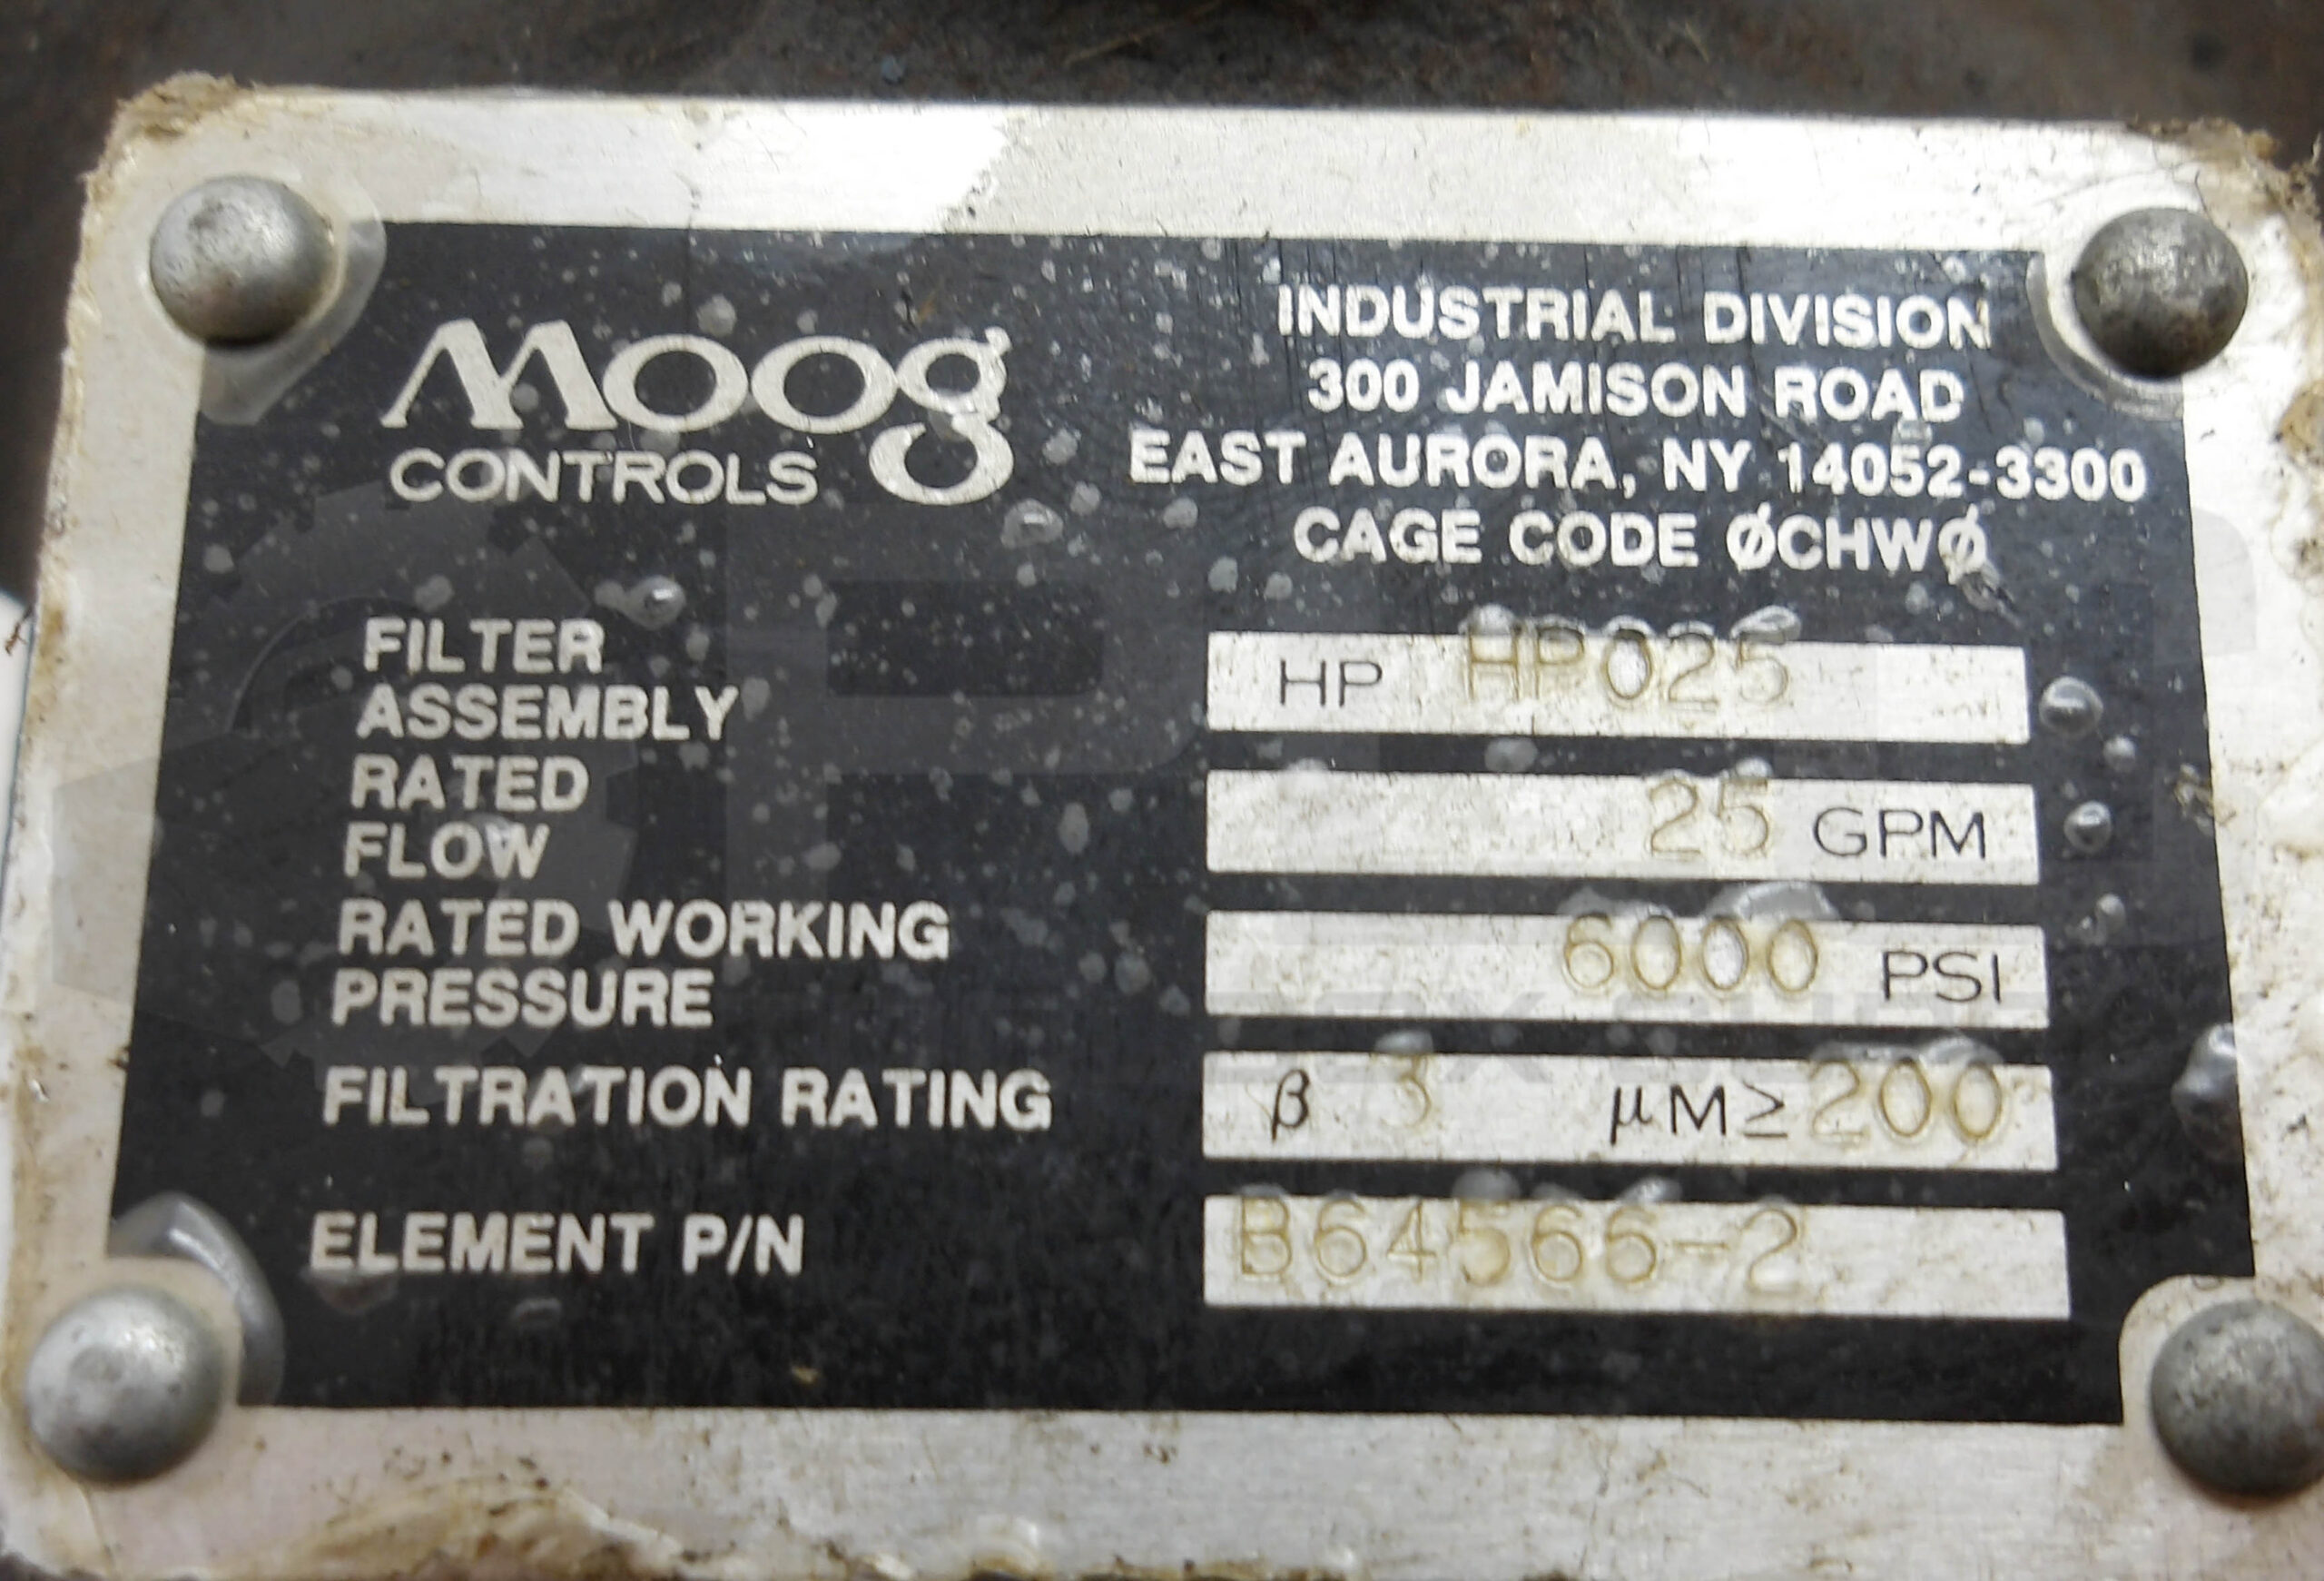 Moog
CONTROLS
INDUSTRIAL DIVISION
300 JAMISON ROAD
EAST AURORA, NY 14052-3300
CAGE CODE ØCHWØ
FILTER
ASSEMBLY
HP HP025
RATED
FLOW
25 GPM
RATED WORKING
PRESSURE
6000 PSI
FILTRATION RATING
β 3 μM≥200
ELEMENT P/N
B64566-2